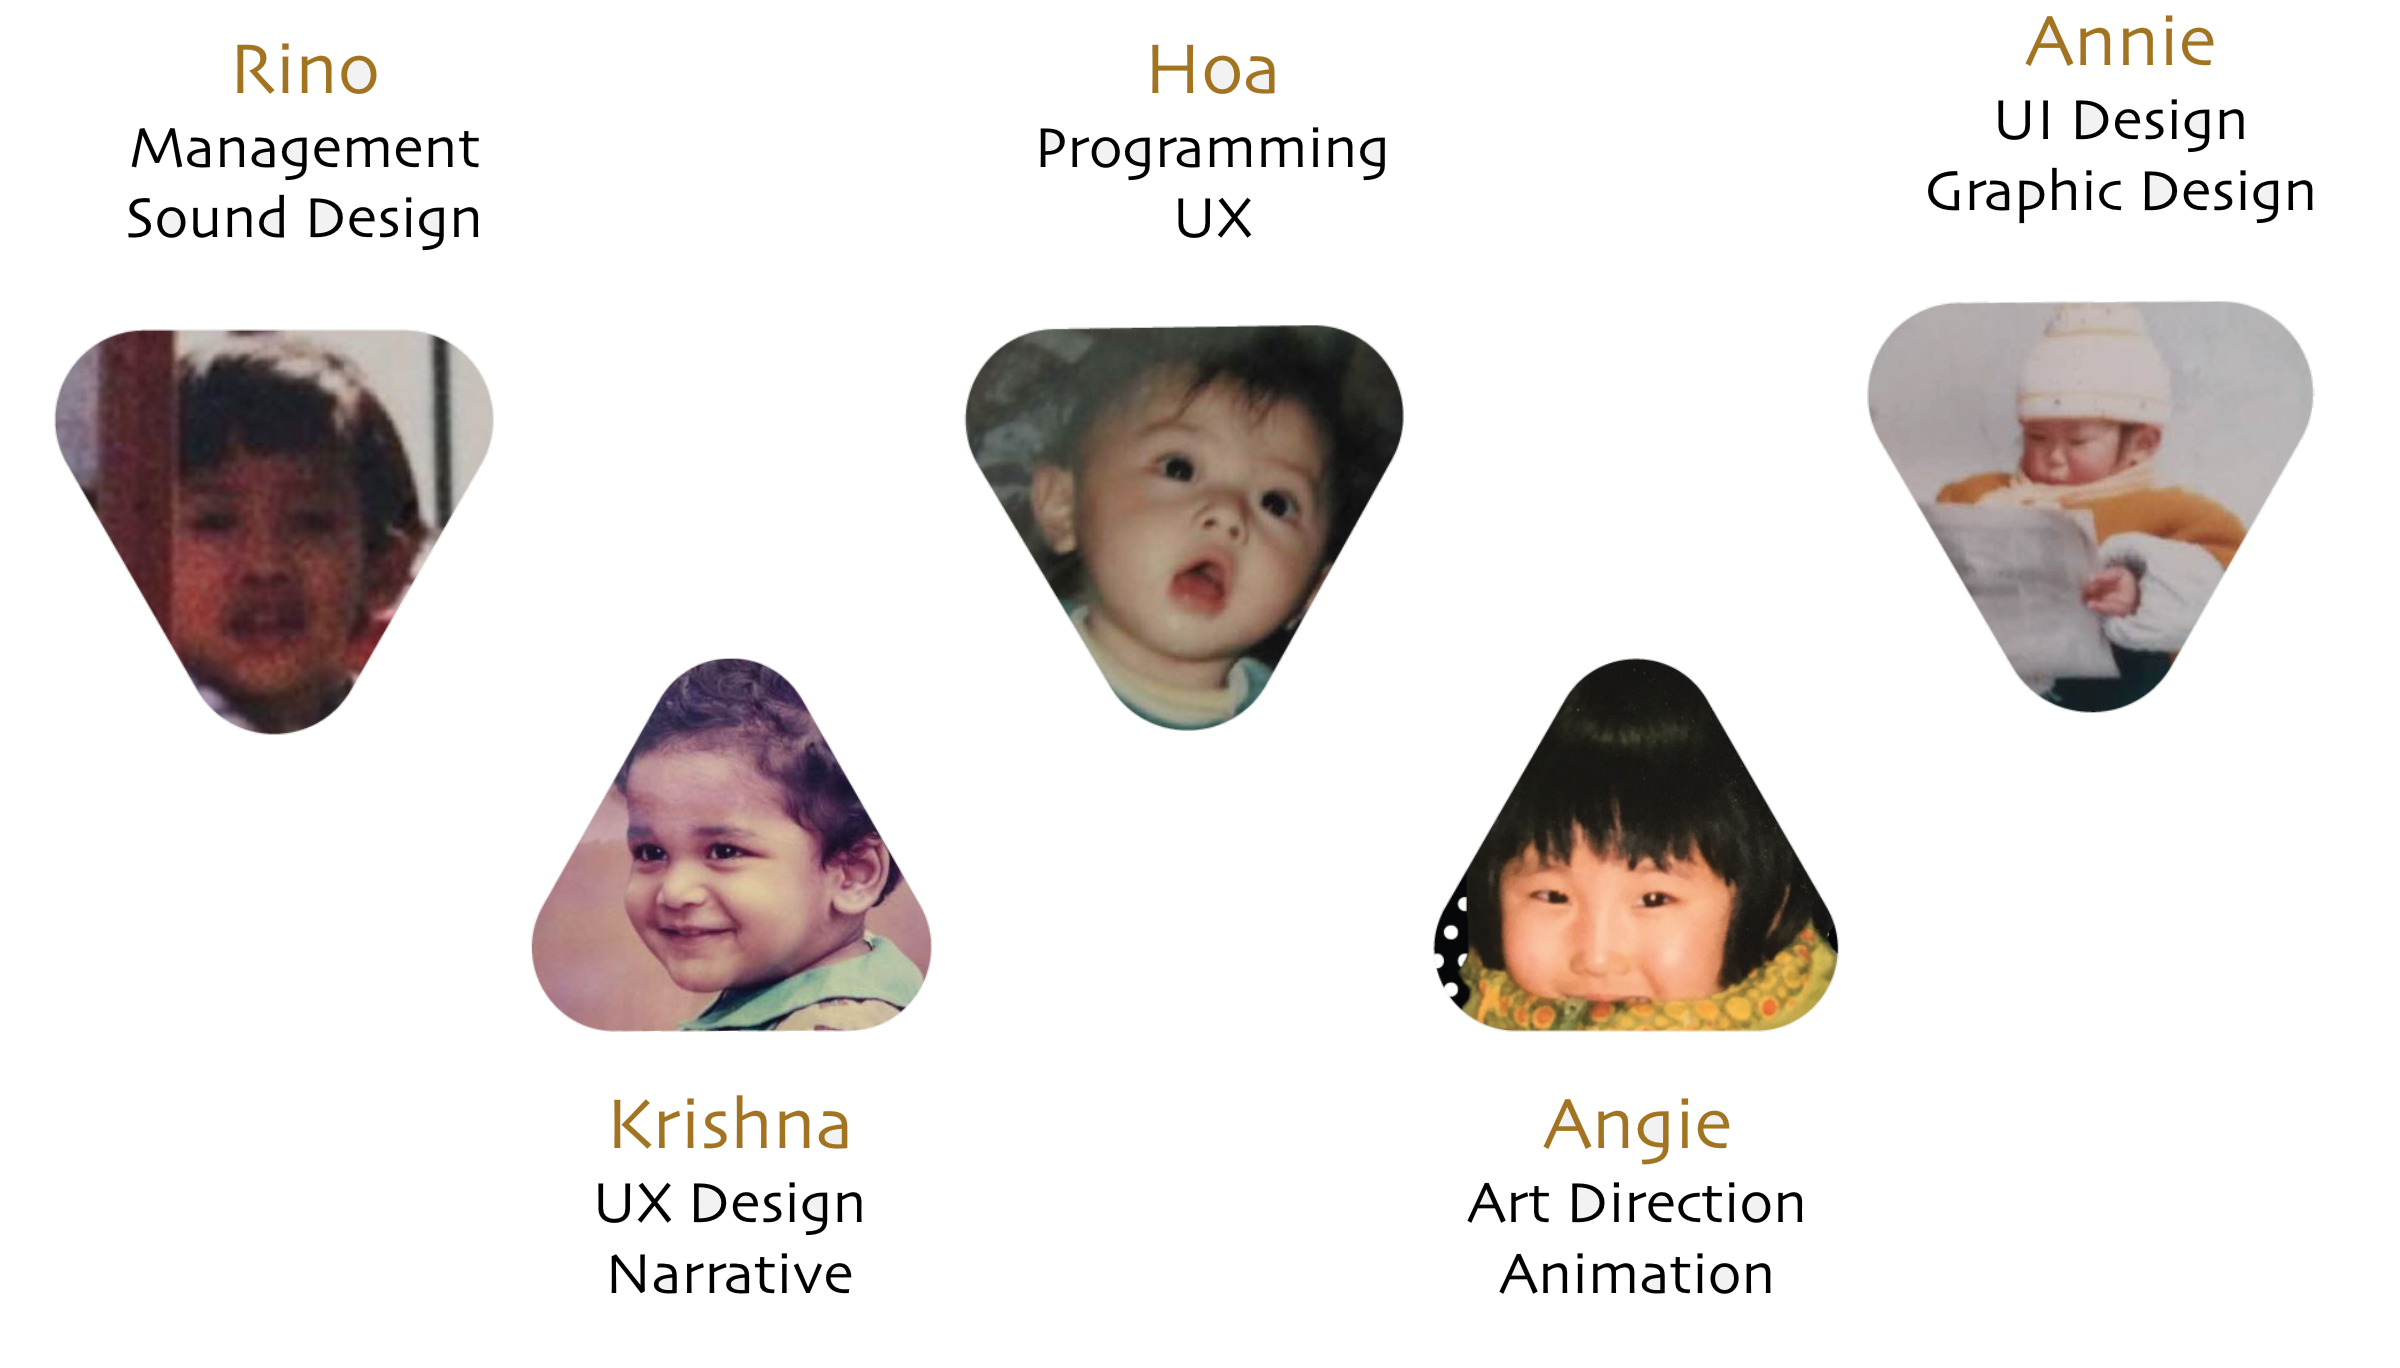 Rino
Management
Sound Design
Hoa
Programming
UX
Annie
UI Design
Graphic Design
Krishna
UX Design
Narrative
Angie
Art Direction
Animation